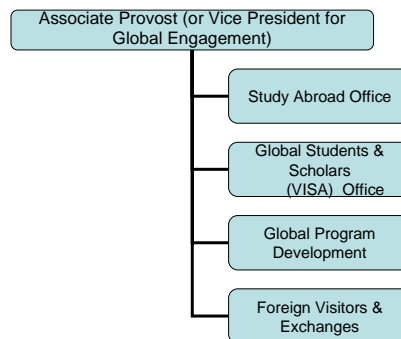 Associate Provost (or Vice President for
Global Engagement)
Study Abroad Office
Global Students &
Scholars
(VISA) Office
Global Program
Development
Foreign Visitors &
Exchanges